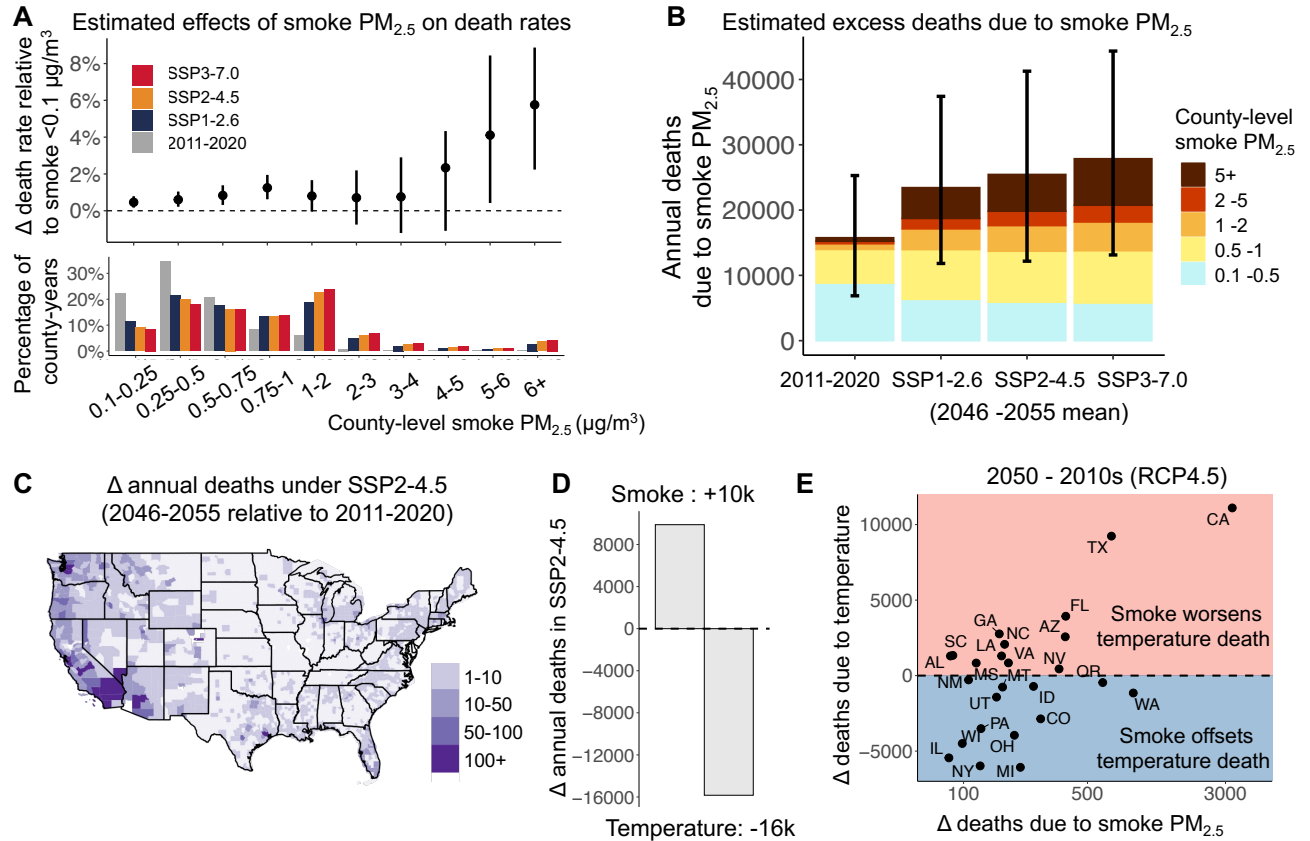 A
Estimated effects of smoke PM2.5 on death rates
Δ death rate relative
to smoke <0.1 μg/m3
8%
6%
4%
2%
0%
SSP3-7.0
SSP2-4.5
SSP1-2.6
2011-2020
Percentage of
county-years
30%
20%
10%
0%
0.1-0.25
0.25-0.5
0.5-0.75
0.75-1
1-2
2-3
3-4
4-5
5-6
6+
County-level smoke PM2.5 (μg/m3)
B
Estimated excess deaths due to smoke PM2.5
Annual deaths
due to smoke PM2.5
40000
30000
20000
10000
0
2011-2020
SSP1-2.6
SSP2-4.5
SSP3-7.0
(2046 -2055 mean)
County-level
smoke PM2.5
5+
2 -5
1 -2
0.5 -1
0.1 -0.5
C
Δ annual deaths under SSP2-4.5
(2046-2055 relative to 2011-2020)
1-10
10-50
50-100
100+
D
Smoke : +10k
Δ annual deaths in SSP2-4.5
8000
4000
0
−4000
−8000
−12000
−16000
Temperature: -16k
E
2050 - 2010s (RCP4.5)
Δ deaths due to temperature
10000
5000
0
−5000
CA
TX
FL
GA
NC
AZ
SC
LA
VA
NV
AL
MS
MT
OR
NM
UT
ID
WA
PA
CO
WI
OH
IL
NY
MI
Smoke worsens
temperature death
Smoke offsets
temperature death
100
500
3000
Δ deaths due to smoke PM2.5